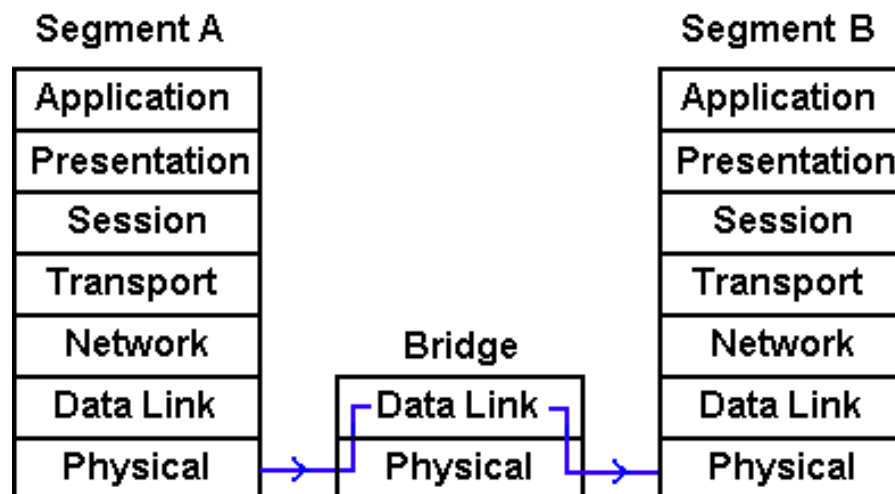 Segment A
Application
Presentation
Session
Transport
Network
Data Link
Physical
Bridge
Data Link
Physical
Segment B
Application
Presentation
Session
Transport
Network
Data Link
Physical